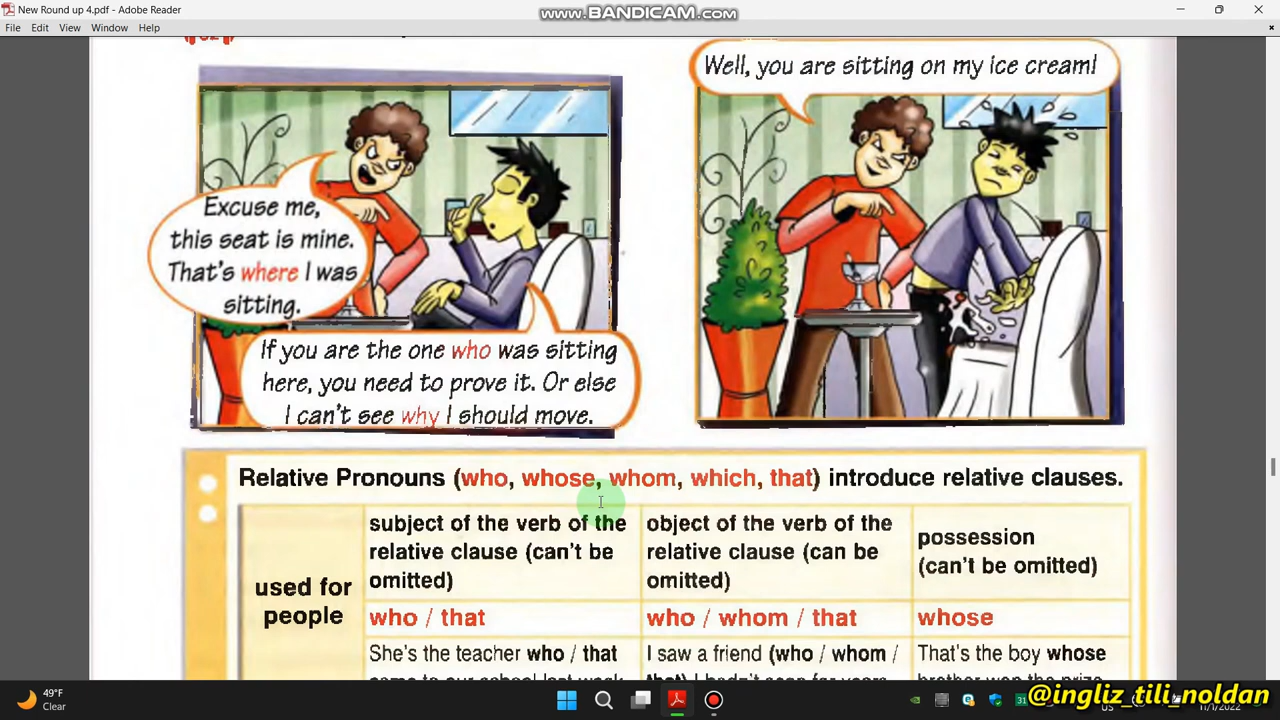 New Round up 4.pdf - Adobe Reader
www.BANDICAM.com
File Edit View Window Help
Excuse me,
this seat is mine.
That's where I was
sitting.
If you are the one who was sitting
here, you need to prove it. Or else
I can't see why I should move.
Well, you are sitting on my ice cream!
Relative Pronouns (who, whose, whom, which, that) introduce relative clauses.
used for
people
subject of the verb of the
relative clause (can't be
omitted)
object of the verb of the
relative clause (can be
omitted)
possession
(can't be omitted)
who / that
who / whom / that
whose
She's the teacher who / that
I saw a friend (who / whom /
That's the boy whose
49°F
Clear
@ingliz_tili_noldan